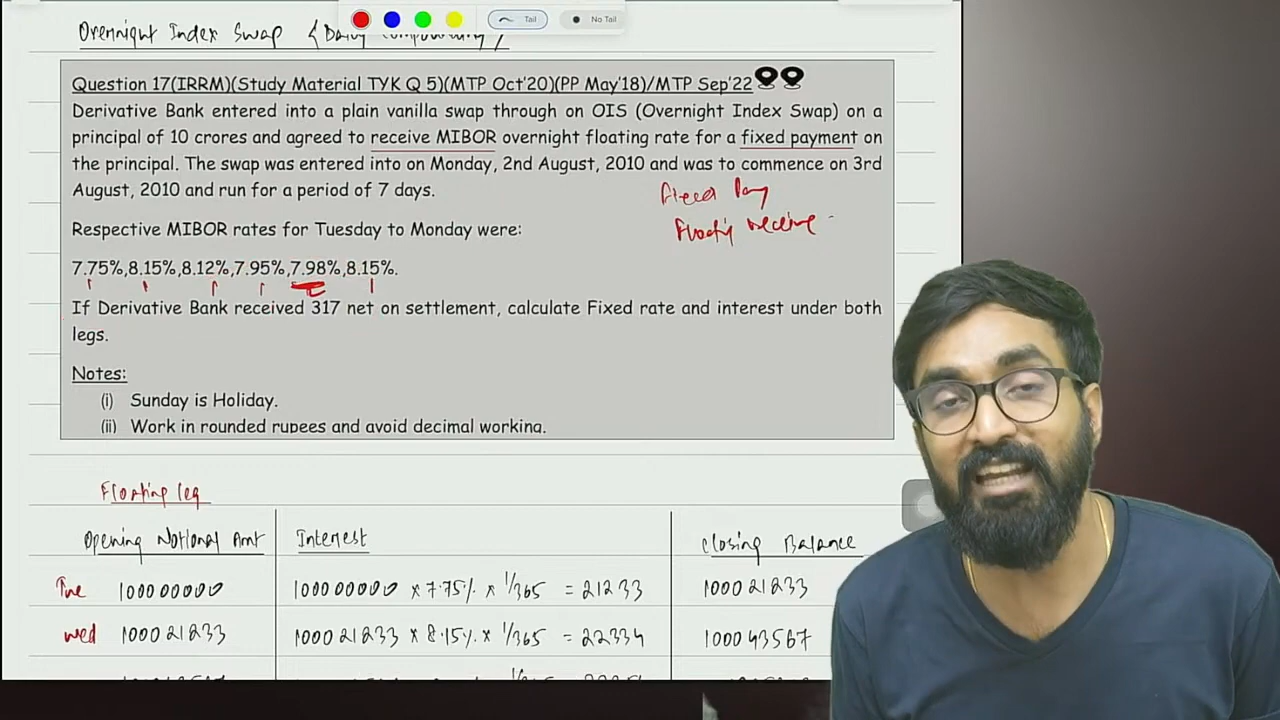 Overnight Index Swap (Daily Compounding)
Tail
No Tail
Question 17(IRRM)(Study Material TYK Q 5)(MTP Oct'20)(PP May'18)/MTP Sep'22
Derivative Bank entered into a plain vanilla swap through on OIS (Overnight Index Swap) on a
principal of 10 crores and agreed to receive MIBOR overnight floating rate for a fixed payment on
the principal. The swap was entered into on Monday, 2nd August, 2010 and was to commence on 3rd
August, 2010 and run for a period of 7 days.
Fixed Pay
Floating receive
Respective MIBOR rates for Tuesday to Monday were:
7.75%,8.15%,8.12%,7.95%,7.98%,8.15%.
If Derivative Bank received 317 net on settlement, calculate Fixed rate and interest under both
legs.
Notes:
(i) Sunday is Holiday.
(ii) Work in rounded rupees and avoid decimal working.
Floating leg
Opening Notional Amt Interest Closing Balance
Tue 100000000 100000000 × 7.75% × 1/365 = 21233 100021233
Wed 100021233 100021233 × 8.15% × 1/365 = 22334 100043567